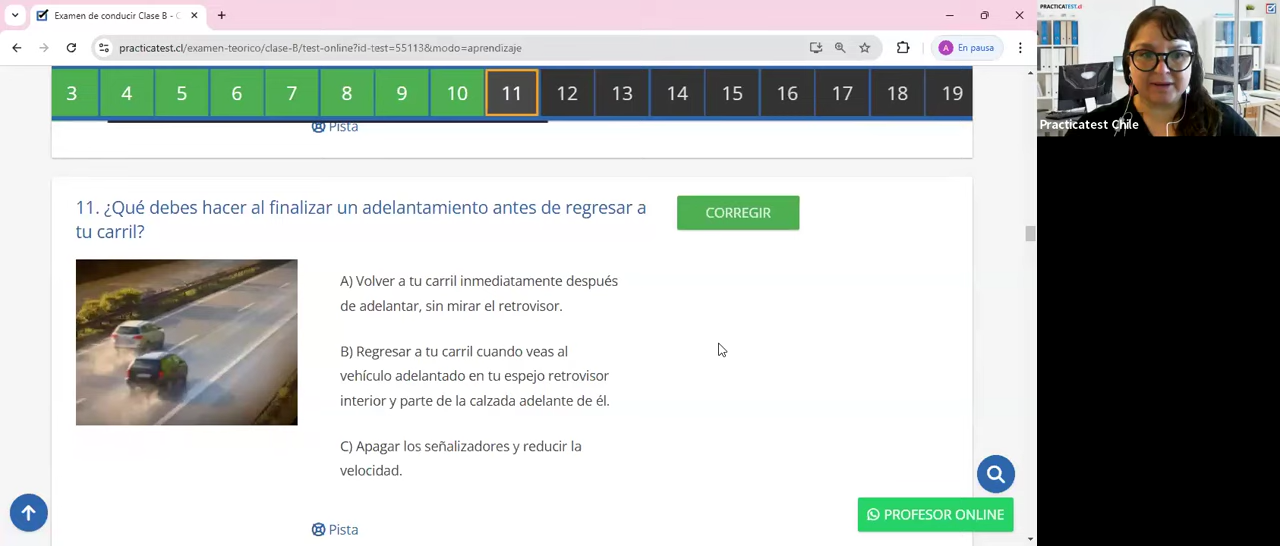 Examen de conducir Clase B - C
practicatest.cl/examen-teorico/clase-B/test-online?id-test=55113&modo=aprendizaje
A En pausa
3 4 5 6 7 8 9 10 11 12 13 14 15 16 17 18 19
Pista
11. ¿Qué debes hacer al finalizar un adelantamiento antes de regresar a
tu carril?
CORREGIR
A) Volver a tu carril inmediatamente después
de adelantar, sin mirar el retrovisor.
B) Regresar a tu carril cuando veas al
vehículo adelantado en tu espejo retrovisor
interior y parte de la calzada adelante de él.
C) Apagar los señalizadores y reducir la
velocidad.
Pista
PROFESOR ONLINE
PRACTICATEST.cl
Practicatest Chile